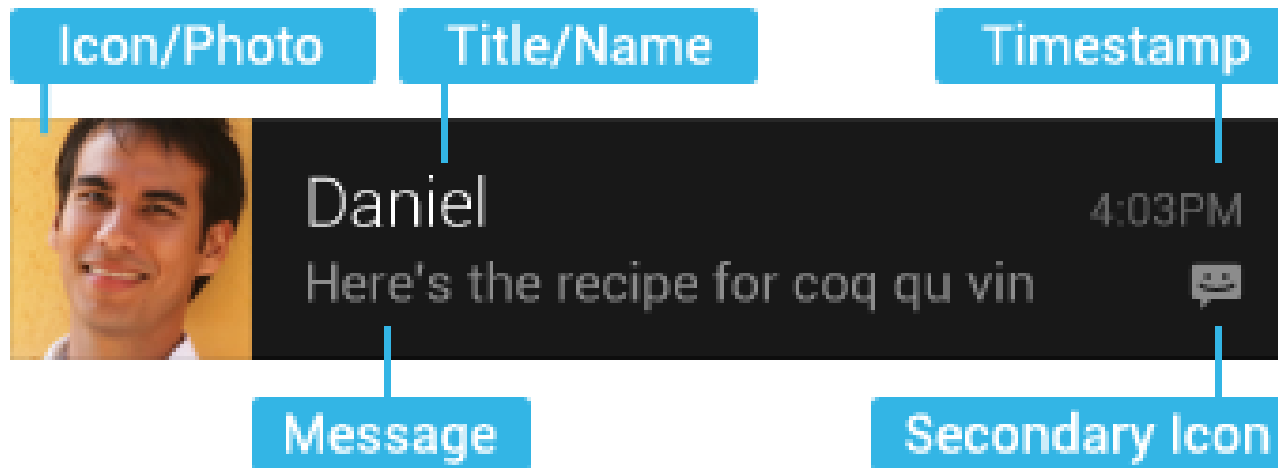 Icon/Photo Title/Name Timestamp
Daniel 4:03PM
Here's the recipe for coq qu vin
Message Secondary Icon